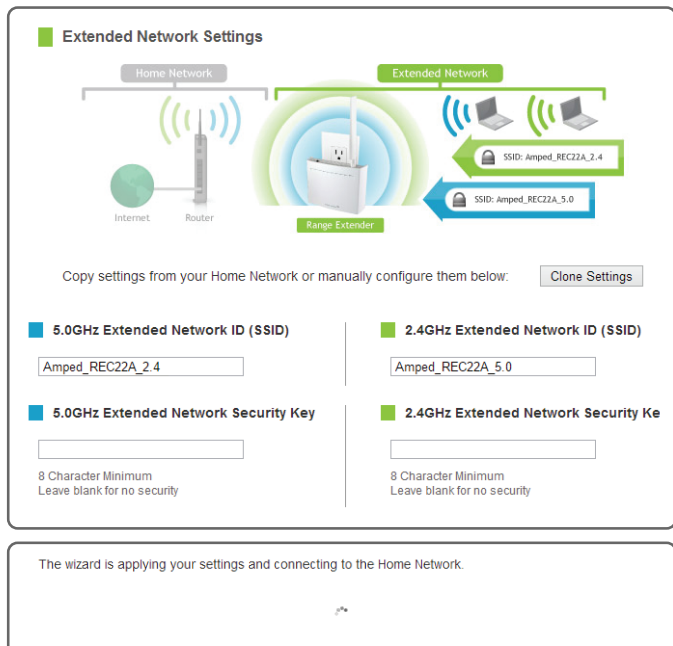 Extended Network Settings
Home Network
Extended Network
SSID: Amped_REC22A_2.4
SSID: Amped_REC22A_5.0
Internet
Router
Range Extender
Copy settings from your Home Network or manually configure them below:
Clone Settings
5.0GHz Extended Network ID (SSID)
2.4GHz Extended Network ID (SSID)
Amped_REC22A_2.4
Amped_REC22A_5.0
5.0GHz Extended Network Security Key
2.4GHz Extended Network Security Ke
8 Character Minimum
Leave blank for no security
8 Character Minimum
Leave blank for no security
The wizard is applying your settings and connecting to the Home Network.